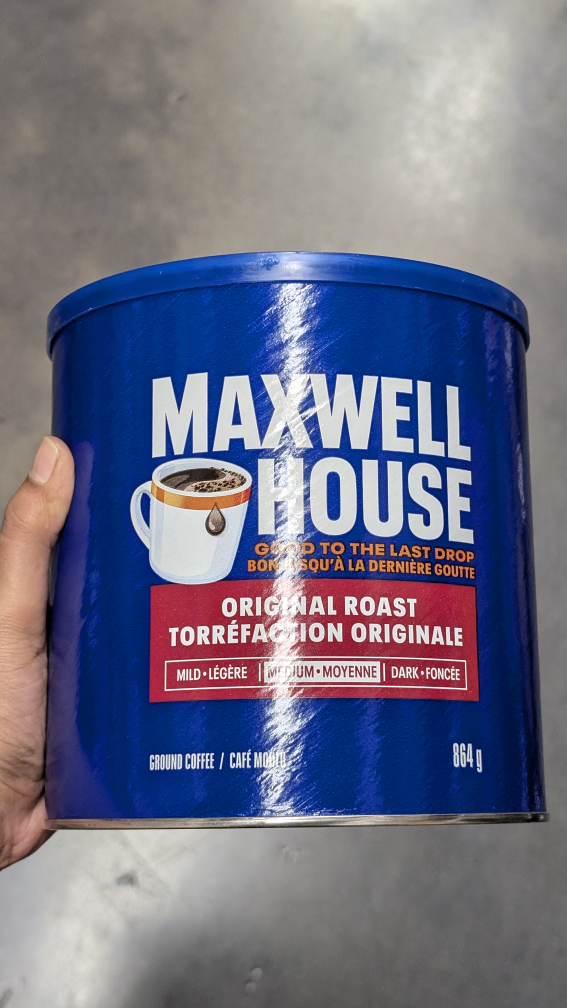 MAXWELL
HOUSE
GOOD TO THE LAST DROP
BON JUSQU'À LA DERNIÈRE GOUTTE
ORIGINAL ROAST
TORRÉFACTION ORIGINALE
MILD • LÉGÈRE | MEDIUM • MOYENNE | DARK • FONCÉE
GROUND COFFEE / CAFÉ MOULU 864 g